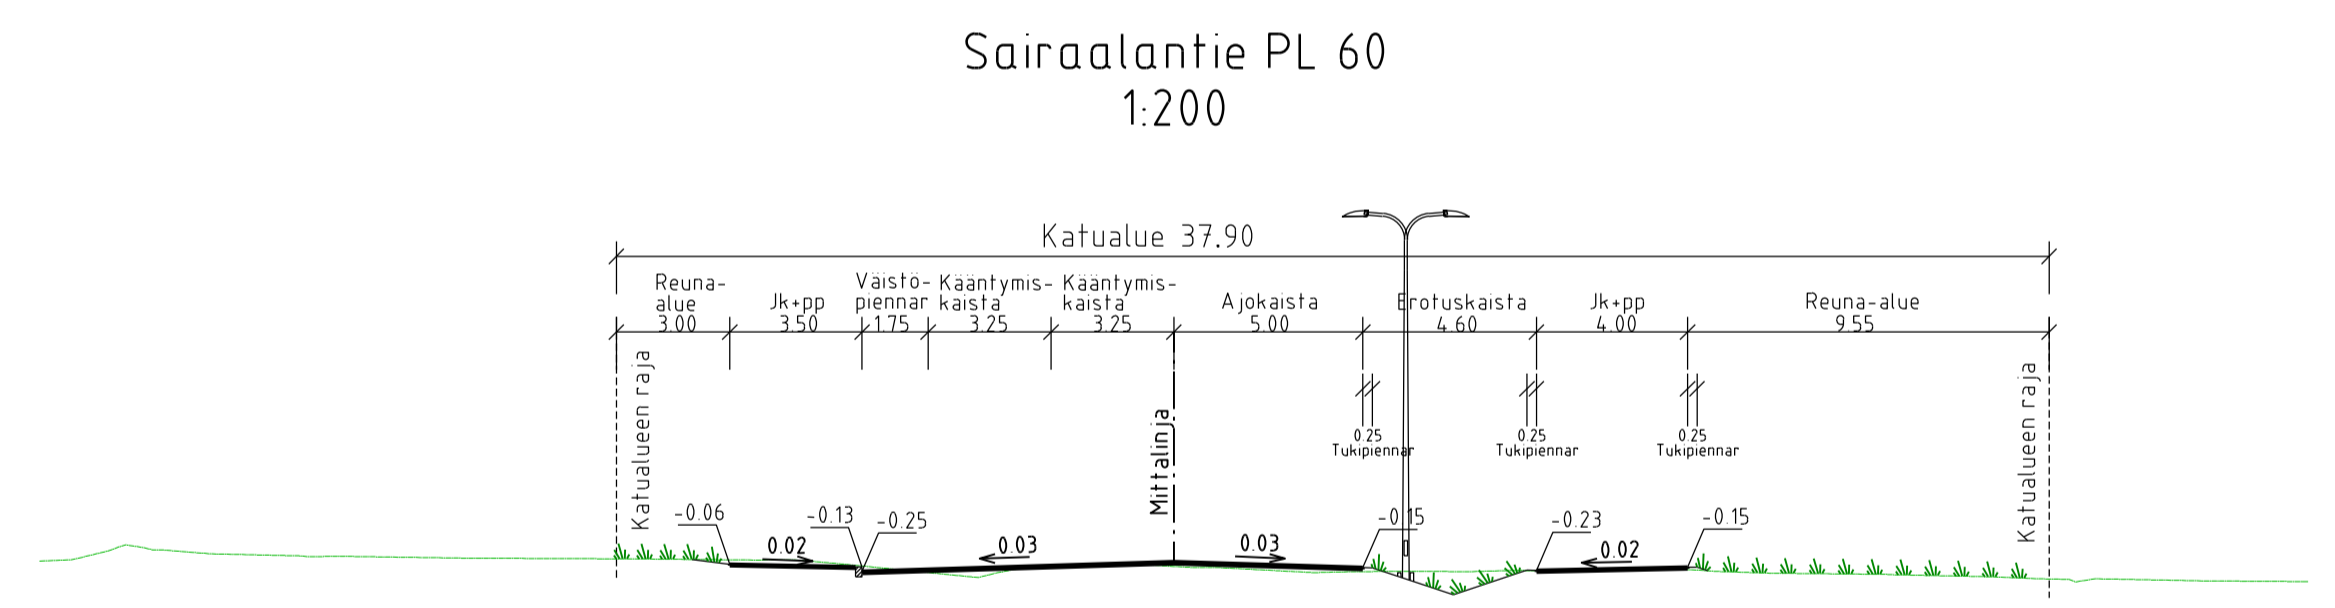 Sairaalantie PL 60
1:200
Katualue 37.90
Reuna-
alue
3.00
Jk+pp
3.50
Väistö-
piennar
1.75
Kääntymis-
kaista
3.25
Kääntymis-
kaista
3.25
Ajokaista
5.00
Erotuskaista
4.60
Jk+pp
4.00
Reuna-alue
9.55
Katualueen raja
Mittalinja
0.25
Tukipiennar
0.25
Tukipiennar
0.25
Tukipiennar
Katualueen raja
-0.06
-0.13
-0.25
-0.15
-0.23
-0.15
0.02
0.03
0.03
0.02